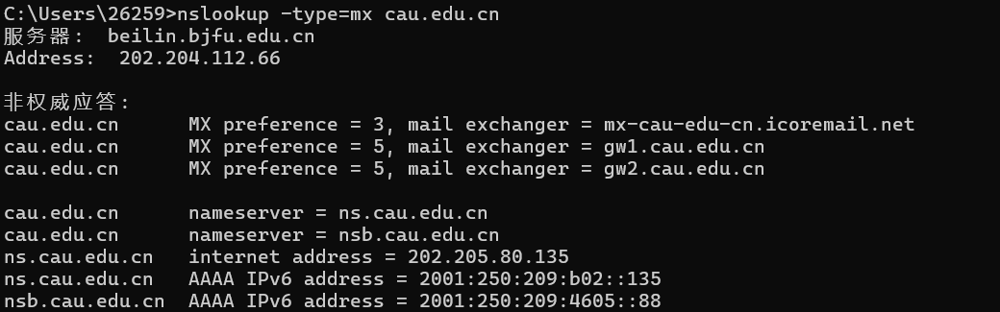 C:\Users\26259>nslookup -type=mx cau.edu.cn
服务器:  beilin.bjfu.edu.cn
Address:  202.204.112.66

非权威应答:
cau.edu.cn      MX preference = 3, mail exchanger = mx-cau-edu-cn.icoremail.net
cau.edu.cn      MX preference = 5, mail exchanger = gw1.cau.edu.cn
cau.edu.cn      MX preference = 5, mail exchanger = gw2.cau.edu.cn

cau.edu.cn      nameserver = ns.cau.edu.cn
cau.edu.cn      nameserver = nsb.cau.edu.cn
ns.cau.edu.cn   internet address = 202.205.80.135
ns.cau.edu.cn   AAAA IPv6 address = 2001:250:209:b02::135
nsb.cau.edu.cn  AAAA IPv6 address = 2001:250:209:4605::88